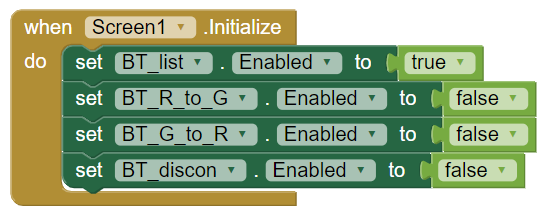 when Screen1 .Initialize
do set BT_list . Enabled to true
set BT_R_to_G . Enabled to false
set BT_G_to_R . Enabled to false
set BT_discon . Enabled to false